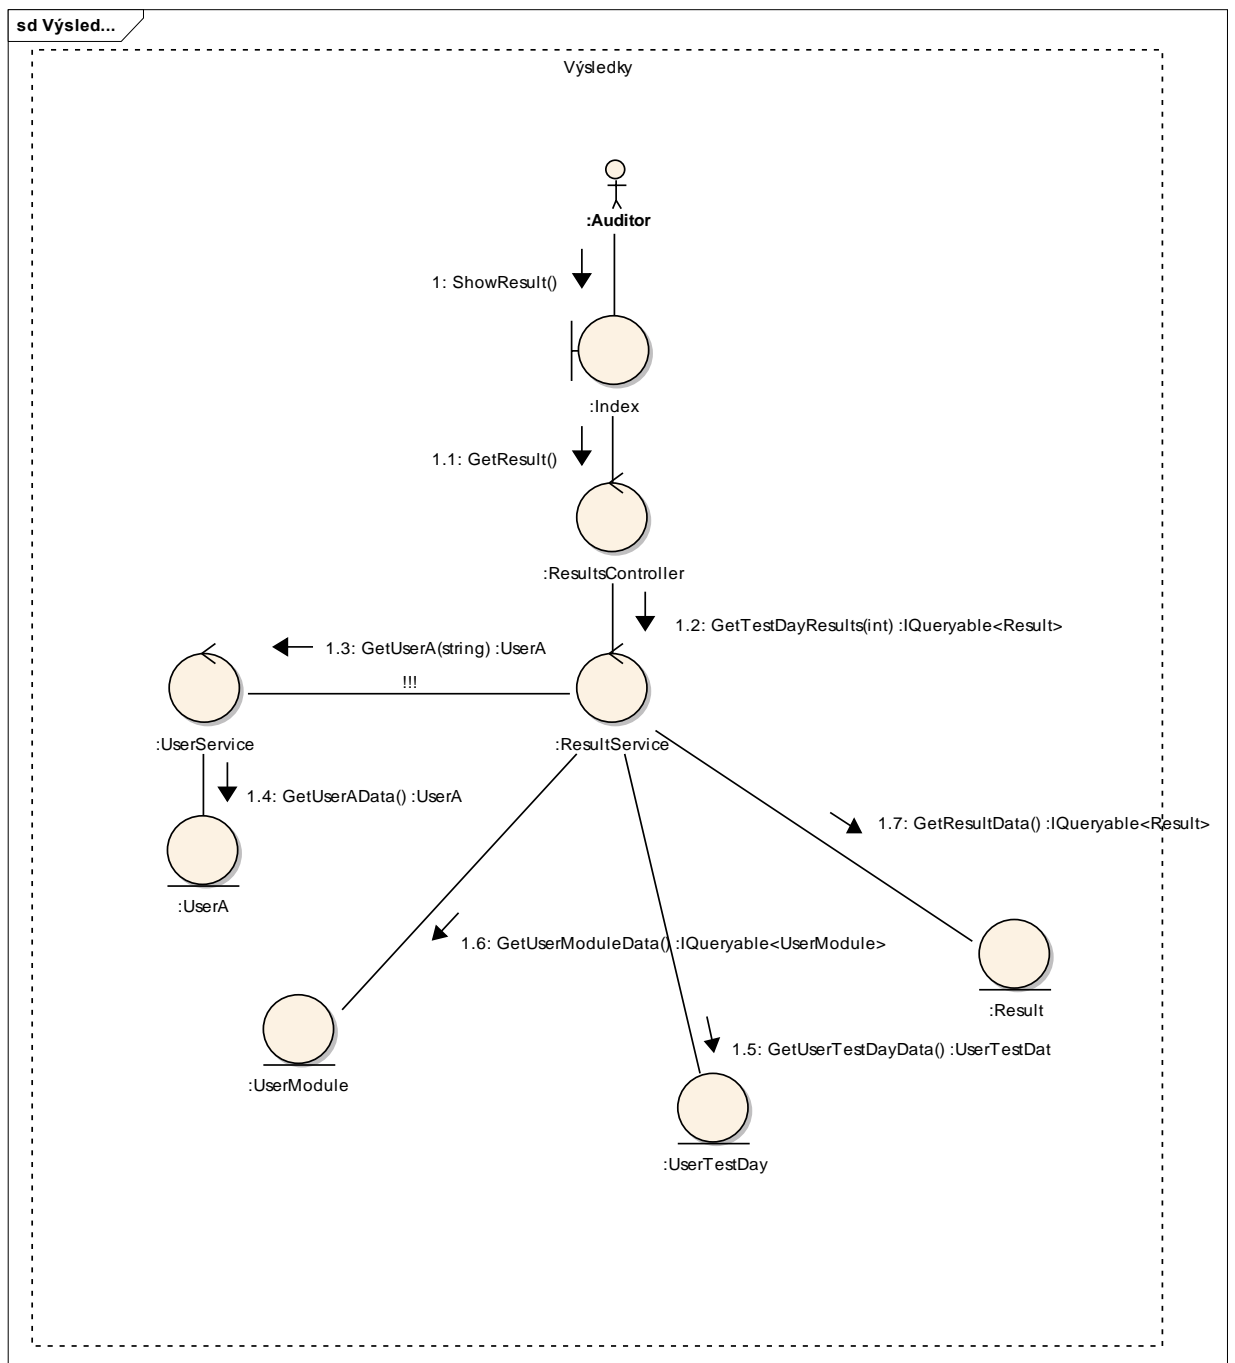 sd Výsled...
Výsledky
:Auditor
1: ShowResult()
:Index
1.1: GetResult()
:ResultsController
1.2: GetTestDayResults(int) :IQueryable<Result>
1.3: GetUserA(string) :UserA
!!!
:UserService
:ResultService
1.4: GetUserAData() :UserA
1.7: GetResultData() :IQueryable<Result>
:UserA
1.6: GetUserModuleData() :IQueryable<UserModule>
:Result
1.5: GetUserTestDayData() :UserTestDat
:UserModule
:UserTestDay